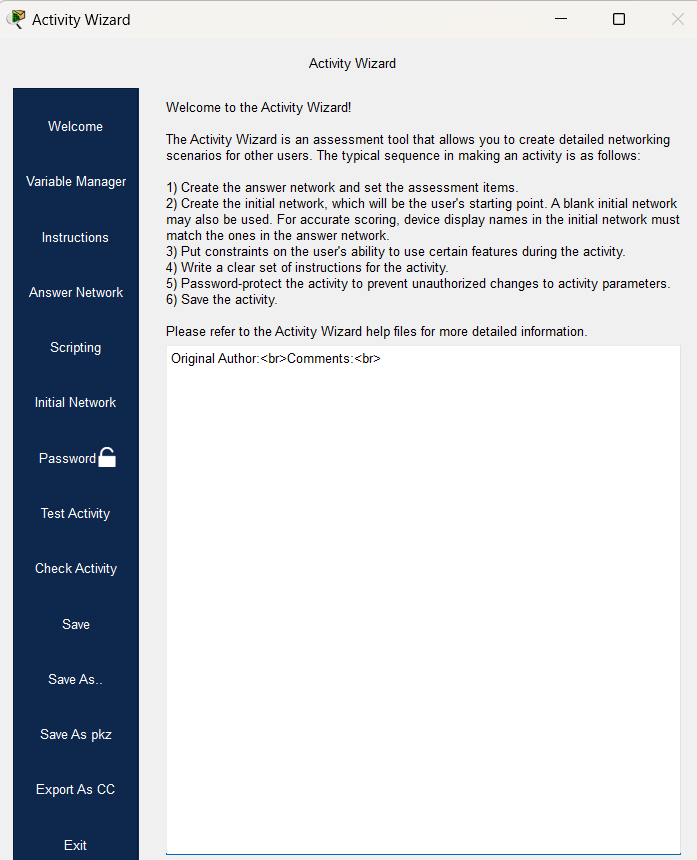 Activity Wizard
Activity Wizard
Welcome
Variable Manager
Instructions
Answer Network
Scripting
Initial Network
Password
Test Activity
Check Activity
Save
Save As..
Save As pkz
Export As CC
Exit
Welcome to the Activity Wizard!
The Activity Wizard is an assessment tool that allows you to create detailed networking
scenarios for other users. The typical sequence in making an activity is as follows:
1) Create the answer network and set the assessment items.
2) Create the initial network, which will be the user's starting point. A blank initial network
may also be used. For accurate scoring, device display names in the initial network must
match the ones in the answer network.
3) Put constraints on the user's ability to use certain features during the activity.
4) Write a clear set of instructions for the activity.
5) Password-protect the activity to prevent unauthorized changes to activity parameters.
6) Save the activity.
Please refer to the Activity Wizard help files for more detailed information.
Original Author:<br>Comments:<br>